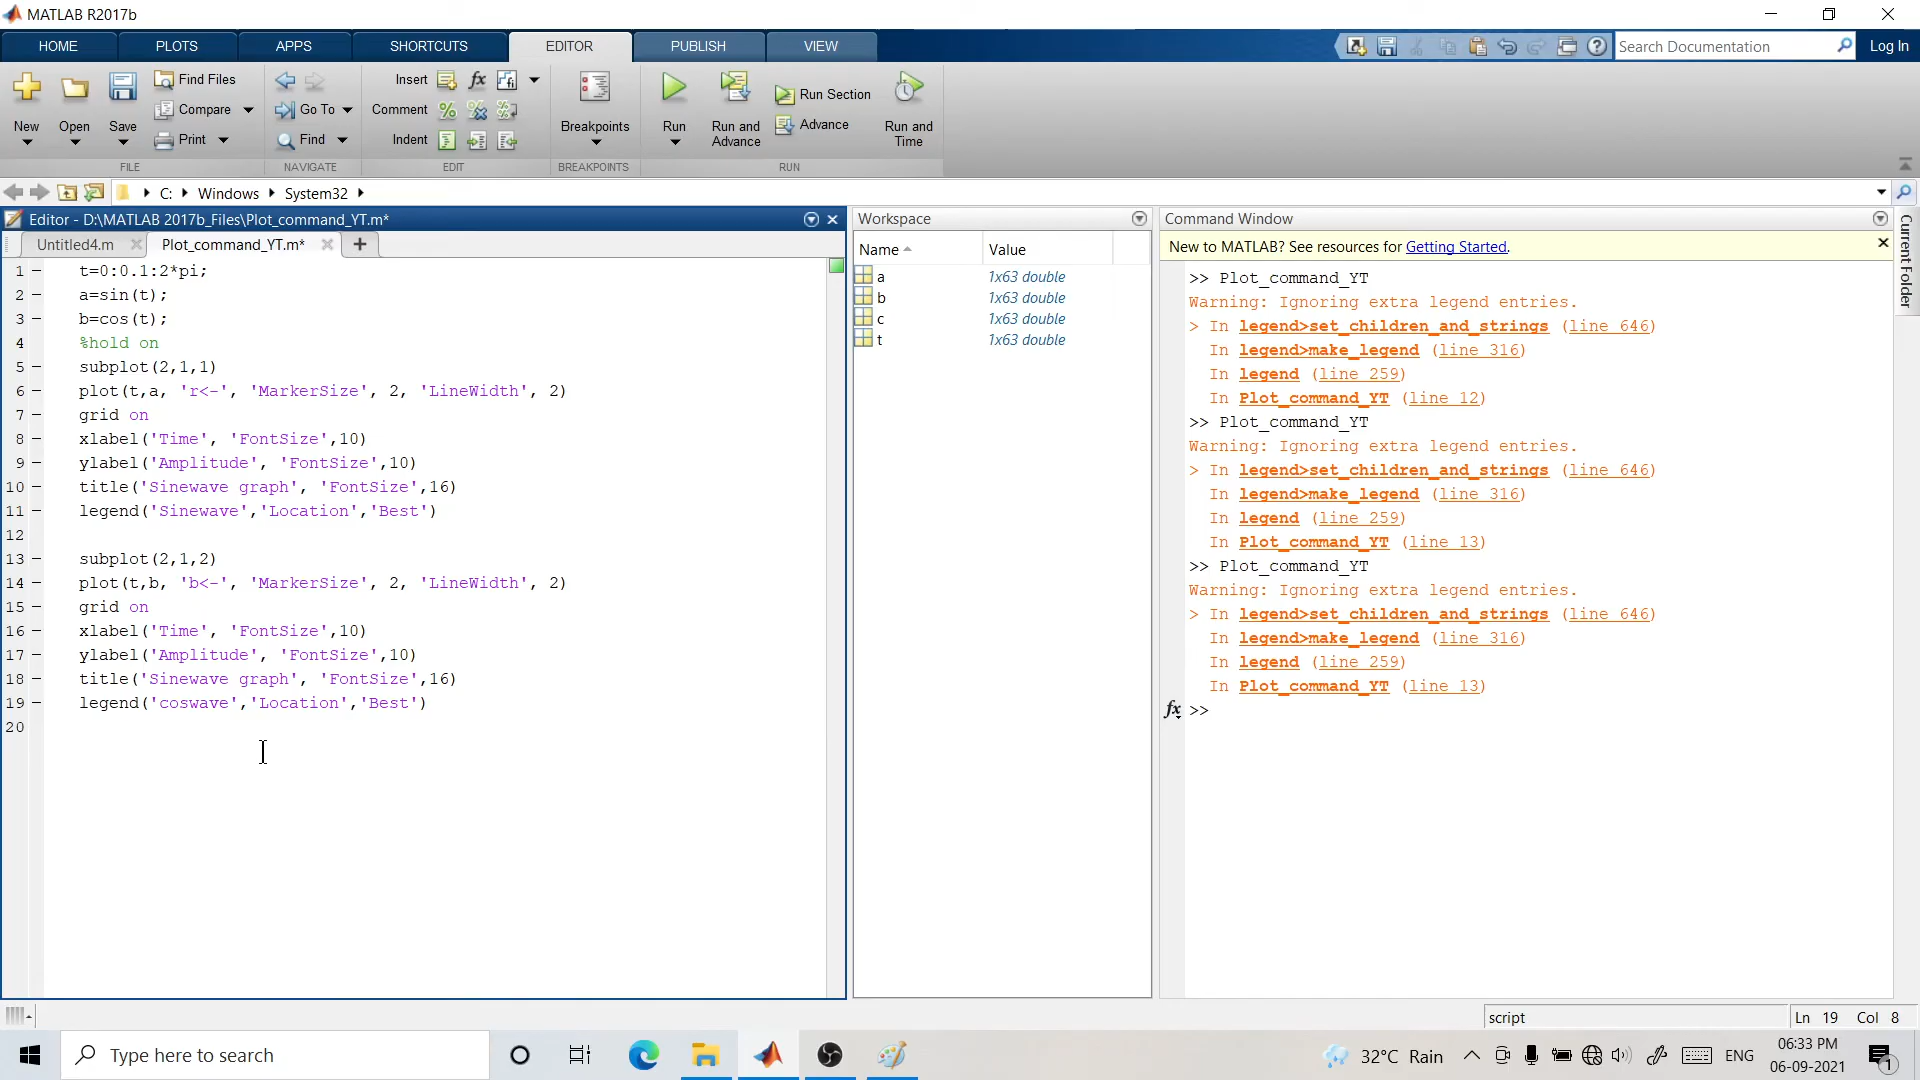 MATLAB R2017b
HOME PLOTS APPS SHORTCUTS EDITOR PUBLISH VIEW
Search Documentation Log In
New Open Save Find Files Compare Print
Go To Find
Insert fx Comment Indent
Breakpoints Run Run and Advance Run Section Advance Run and Time
FILE NAVIGATE EDIT BREAKPOINTS RUN
C: Windows System32
Editor - D:\MATLAB 2017b_Files\Plot_command_YT.m*
Untitled4.m Plot_command_YT.m*
1 t=0:0.1:2*pi;
2 a=sin(t);
3 b=cos(t);
4 %hold on
5 subplot(2,1,1)
6 plot(t,a, 'r<-', 'MarkerSize', 2, 'LineWidth', 2)
7 grid on
8 xlabel('Time', 'FontSize',10)
9 ylabel('Amplitude', 'FontSize',10)
10 title('Sinewave graph', 'FontSize',16)
11 legend('Sinewave','Location','Best')
12
13 subplot(2,1,2)
14 plot(t,b, 'b<-', 'MarkerSize', 2, 'LineWidth', 2)
15 grid on
16 xlabel('Time', 'FontSize',10)
17 ylabel('Amplitude', 'FontSize',10)
18 title('Sinewave graph', 'FontSize',16)
19 legend('coswave','Location','Best')
20
Workspace
Name Value
a 1x63 double
b 1x63 double
c 1x63 double
t 1x63 double
Command Window
New to MATLAB? See resources for Getting Started.
>> Plot_command_YT
Warning: Ignoring extra legend entries.
> In legend>set_children_and_strings (line 646)
In legend>make_legend (line 316)
In legend (line 259)
In Plot_command_YT (line 12)
>> Plot_command_YT
Warning: Ignoring extra legend entries.
> In legend>set_children_and_strings (line 646)
In legend>make_legend (line 316)
In legend (line 259)
In Plot_command_YT (line 13)
>> Plot_command_YT
Warning: Ignoring extra legend entries.
> In legend>set_children_and_strings (line 646)
In legend>make_legend (line 316)
In legend (line 259)
In Plot_command_YT (line 13)
fx >>
Current Folder
script Ln 19 Col 8
Type here to search
32°C Rain ENG
06:33 PM
06-09-2021
1